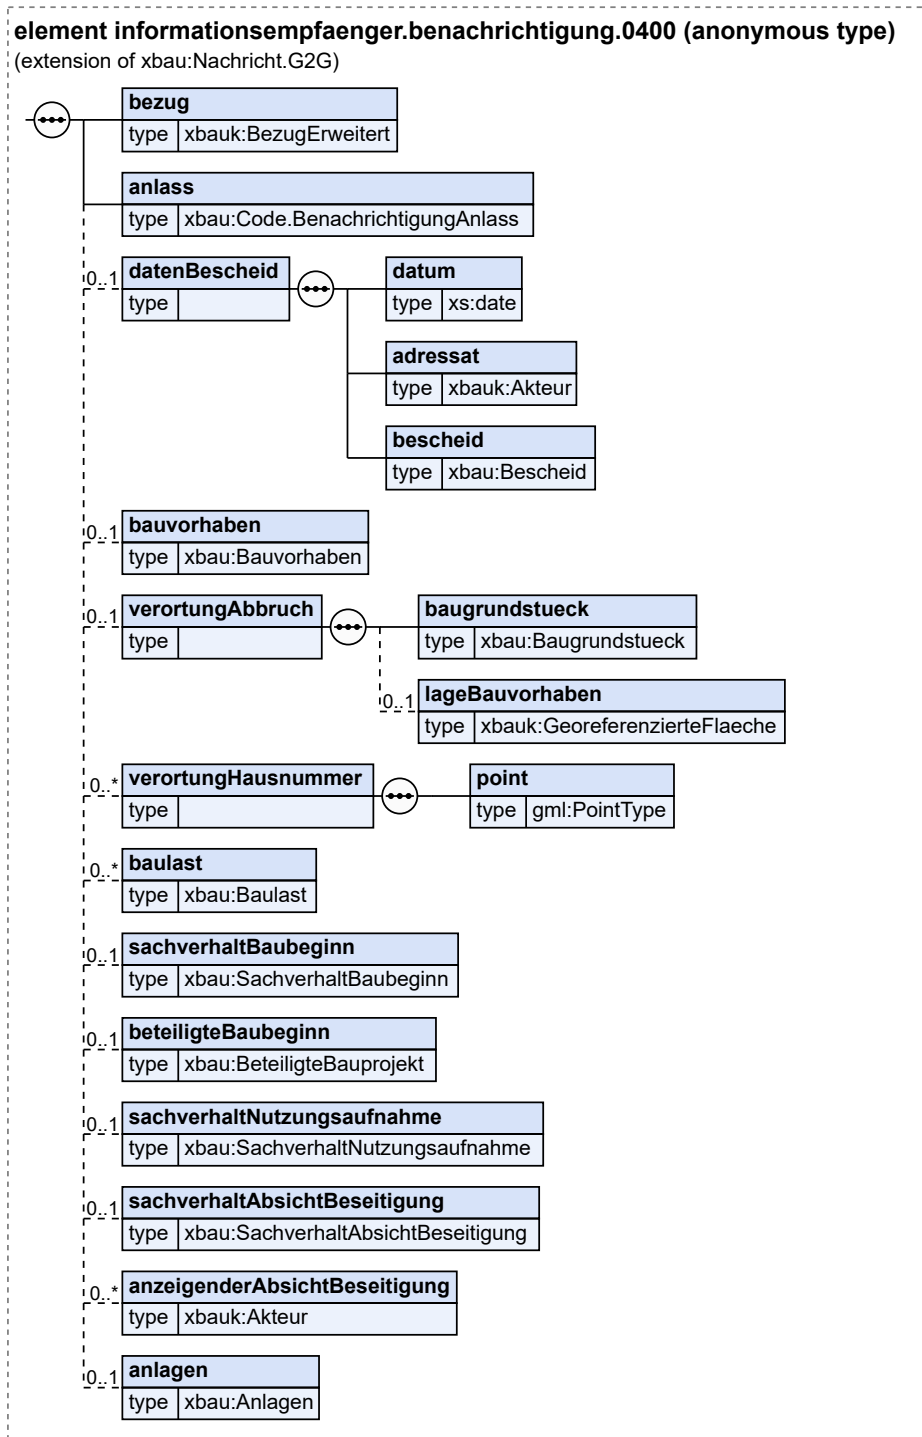 element informationsempfaenger.benachrichtigung.0400 (anonymous type)
(extension of xbau:Nachricht.G2G)
bezug
type xbauk:BezugErweitert
anlass
type xbau:Code.BenachrichtigungAnlass
0..1 datenBescheid
type
datum
type xs:date
adressat
type xbauk:Akteur
bescheid
type xbau:Bescheid
0..1 bauvorhaben
type xbau:Bauvorhaben
0..1 verortungAbbruch
type
baugrundstueck
type xbau:Baugrundstueck
0..1 lageBauvorhaben
type xbauk:GeoreferenzierteFlaeche
0..* verortungHausnummer
type
point
type gml:PointType
0..* baulast
type xbau:Baulast
0..1 sachverhaltBaubeginn
type xbau:SachverhaltBaubeginn
0..1 beteiligteBaubeginn
type xbau:BeteiligteBauprojekt
0..1 sachverhaltNutzungsaufnahme
type xbau:SachverhaltNutzungsaufnahme
0..1 sachverhaltAbsichtBeseitigung
type xbau:SachverhaltAbsichtBeseitigung
0..* anzeigenderAbsichtBeseitigung
type xbauk:Akteur
0..1 anlagen
type xbau:Anlagen